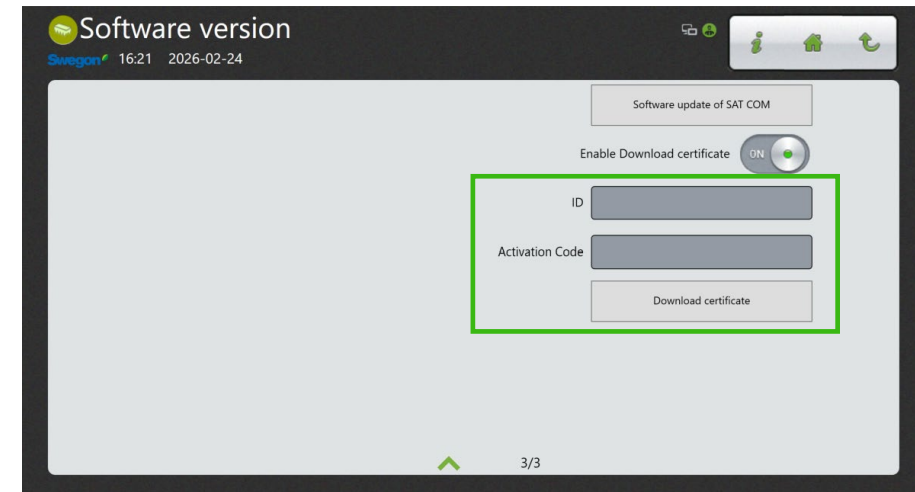 Software version
Swegon 16:21 2026-02-24
i
Software update of SAT COM
Enable Download certificate ON
ID
Activation Code
Download certificate
3/3